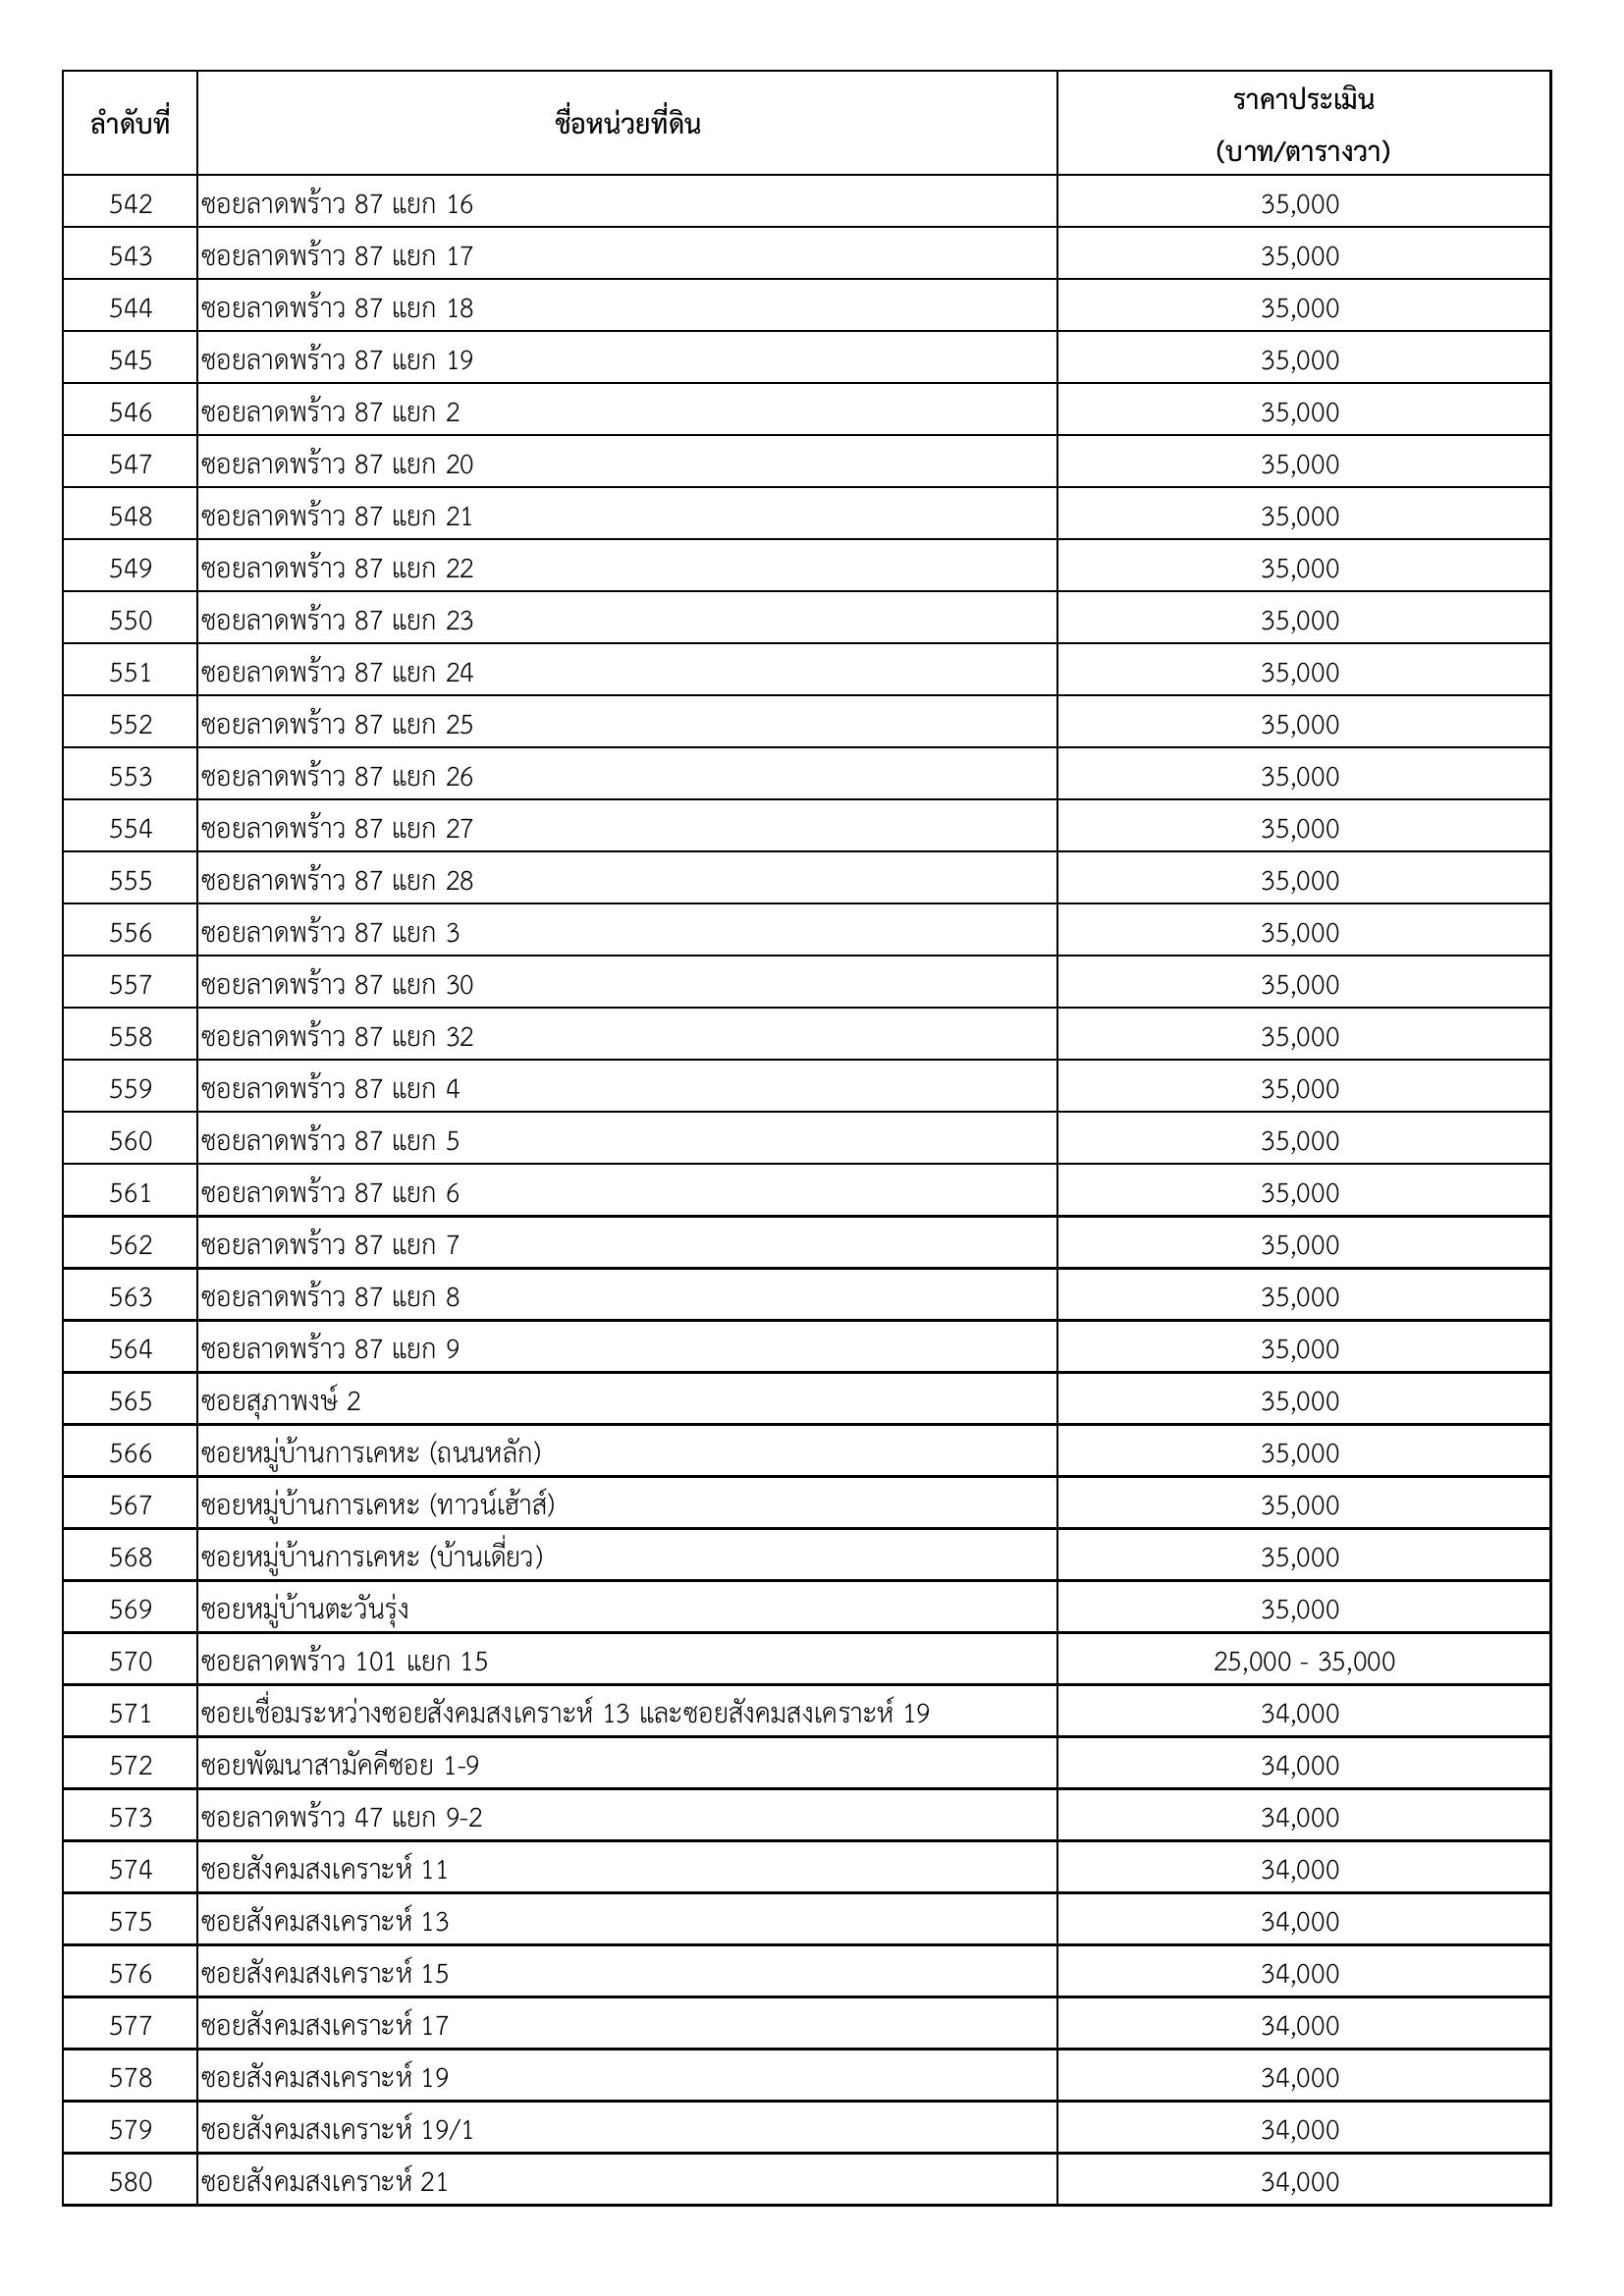 ลำดับที่ ชื่อหน่วยที่ดิน ราคาประเมิน
(บาท/ตารางวา)
542 ซอยลาดพร้าว 87 แยก 16 35,000
543 ซอยลาดพร้าว 87 แยก 17 35,000
544 ซอยลาดพร้าว 87 แยก 18 35,000
545 ซอยลาดพร้าว 87 แยก 19 35,000
546 ซอยลาดพร้าว 87 แยก 2 35,000
547 ซอยลาดพร้าว 87 แยก 20 35,000
548 ซอยลาดพร้าว 87 แยก 21 35,000
549 ซอยลาดพร้าว 87 แยก 22 35,000
550 ซอยลาดพร้าว 87 แยก 23 35,000
551 ซอยลาดพร้าว 87 แยก 24 35,000
552 ซอยลาดพร้าว 87 แยก 25 35,000
553 ซอยลาดพร้าว 87 แยก 26 35,000
554 ซอยลาดพร้าว 87 แยก 27 35,000
555 ซอยลาดพร้าว 87 แยก 28 35,000
556 ซอยลาดพร้าว 87 แยก 3 35,000
557 ซอยลาดพร้าว 87 แยก 30 35,000
558 ซอยลาดพร้าว 87 แยก 32 35,000
559 ซอยลาดพร้าว 87 แยก 4 35,000
560 ซอยลาดพร้าว 87 แยก 5 35,000
561 ซอยลาดพร้าว 87 แยก 6 35,000
562 ซอยลาดพร้าว 87 แยก 7 35,000
563 ซอยลาดพร้าว 87 แยก 8 35,000
564 ซอยลาดพร้าว 87 แยก 9 35,000
565 ซอยสุภาพงษ์ 2 35,000
566 ซอยหมู่บ้านการเคหะ (ถนนหลัก) 35,000
567 ซอยหมู่บ้านการเคหะ (ทาวน์เฮ้าส์) 35,000
568 ซอยหมู่บ้านการเคหะ (บ้านเดี่ยว) 35,000
569 ซอยหมู่บ้านตะวันรุ่ง 35,000
570 ซอยลาดพร้าว 101 แยก 15 25,000 - 35,000
571 ซอยเชื่อมระหว่างซอยสังคมสงเคราะห์ 13 และซอยสังคมสงเคราะห์ 19 34,000
572 ซอยพัฒนาสามัคคีซอย 1-9 34,000
573 ซอยลาดพร้าว 47 แยก 9-2 34,000
574 ซอยสังคมสงเคราะห์ 11 34,000
575 ซอยสังคมสงเคราะห์ 13 34,000
576 ซอยสังคมสงเคราะห์ 15 34,000
577 ซอยสังคมสงเคราะห์ 17 34,000
578 ซอยสังคมสงเคราะห์ 19 34,000
579 ซอยสังคมสงเคราะห์ 19/1 34,000
580 ซอยสังคมสงเคราะห์ 21 34,000